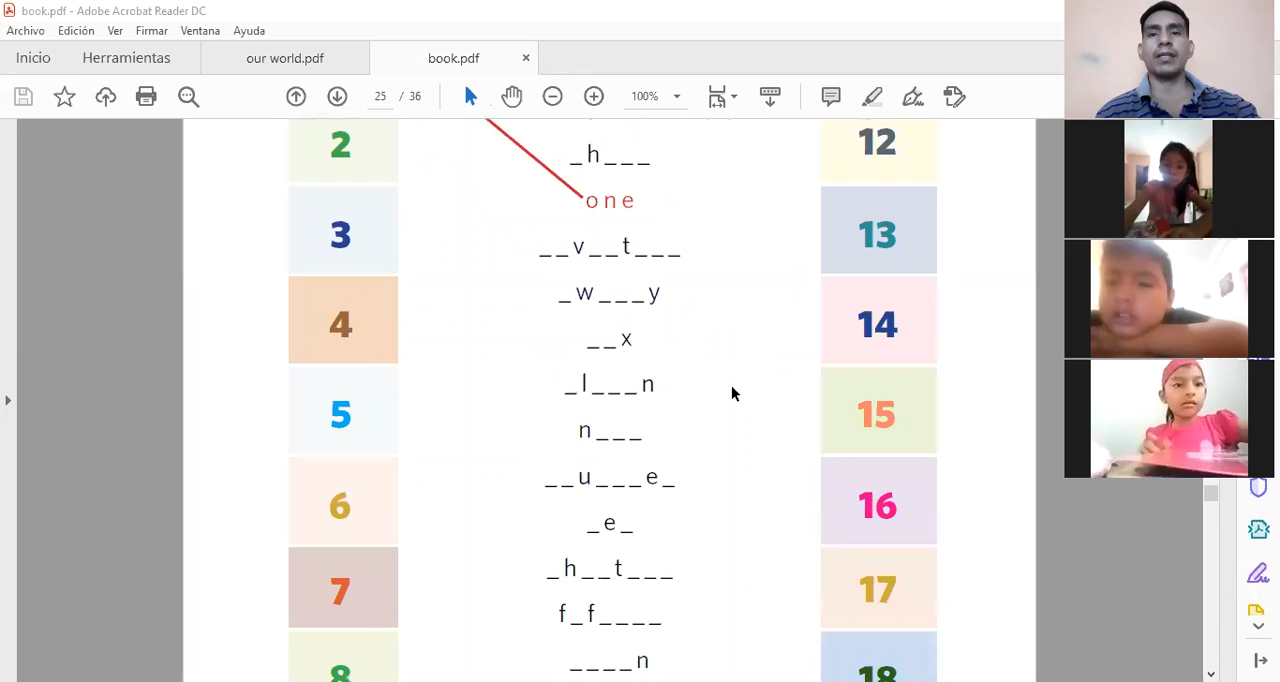 book.pdf - Adobe Acrobat Reader DC
Archivo Edición Ver Firmar Ventana Ayuda
Inicio Herramientas our world.pdf book.pdf ×
25 / 36 100%
2 _h___ 12
one
3 __v__t___ 13
_w___y
4 __x 14
_l___n
5 n___ 15
__u___e_
6 _e_ 16
7 _h__t___ 17
f_f____
8 ____n 18